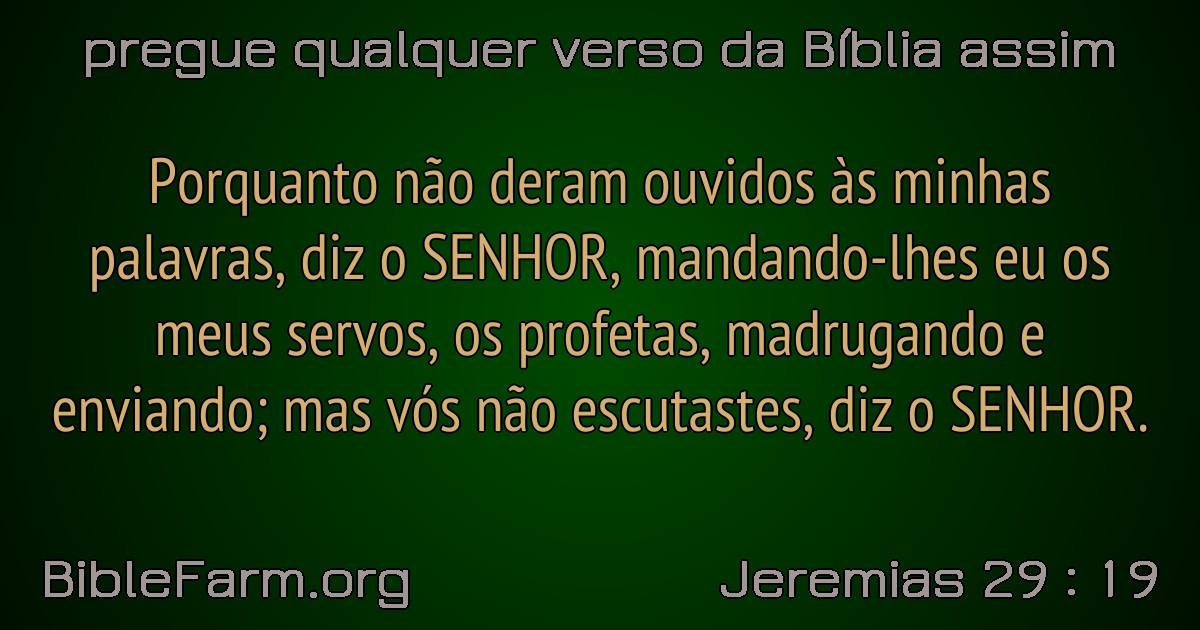 pregue qualquer verso da Bíblia assim
Porquanto não deram ouvidos às minhas
palavras, diz o SENHOR, mandando-lhes eu os
meus servos, os profetas, madrugando e
enviando; mas vós não escutastes, diz o SENHOR.
BibleFarm.org
Jeremias 29 : 19